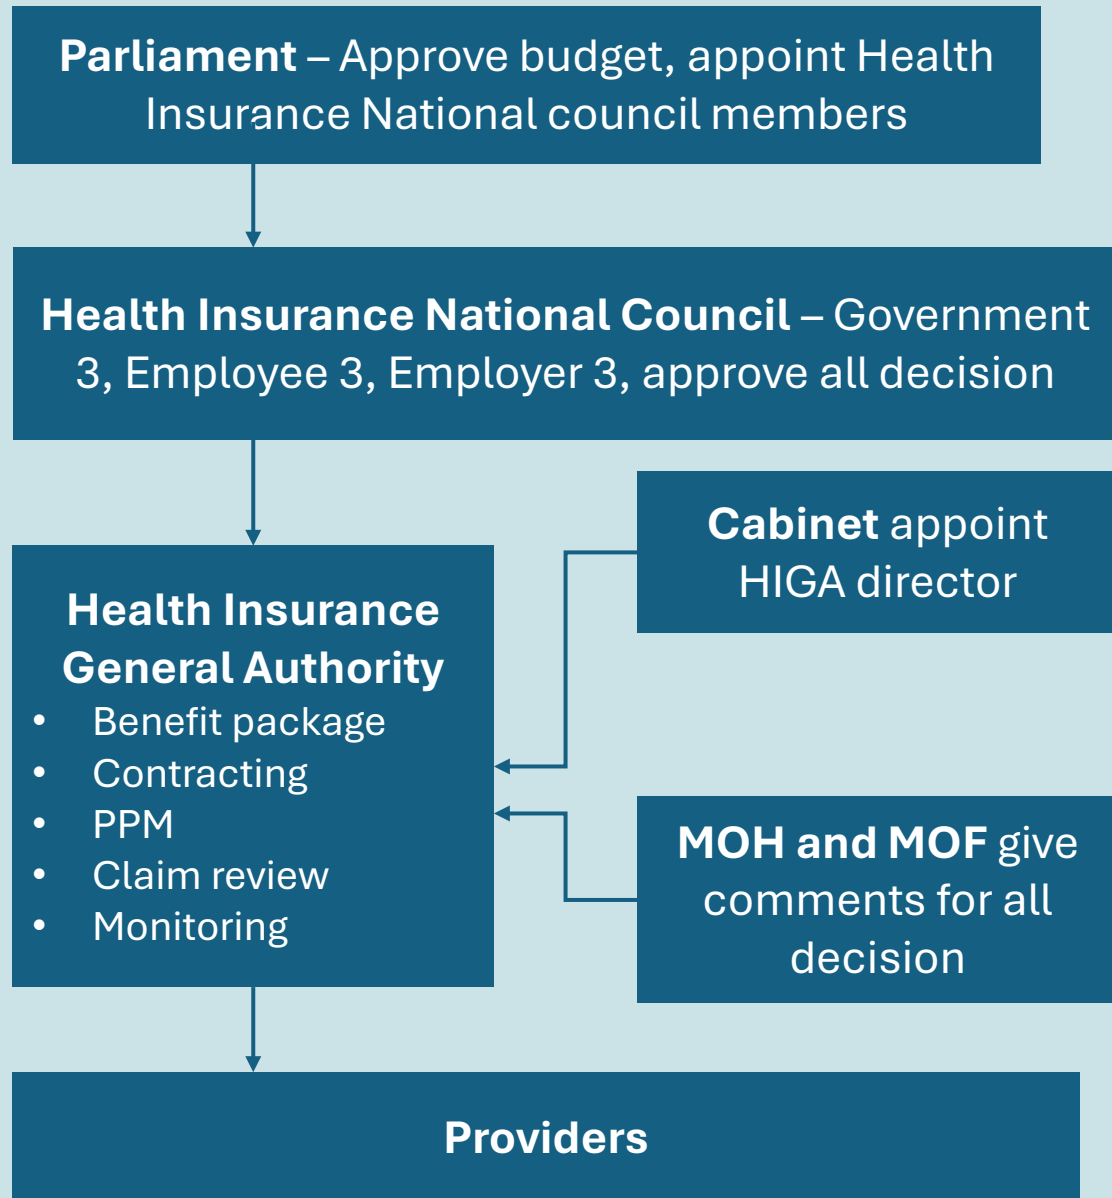 Parliament – Approve budget, appoint Health
Insurance National council members
Health Insurance National Council – Government
3, Employee 3, Employer 3, approve all decision
Cabinet appoint
HIGA director
Health Insurance
General Authority
• Benefit package
• Contracting
• PPM
• Claim review
• Monitoring
MOH and MOF give
comments for all
decision
Providers